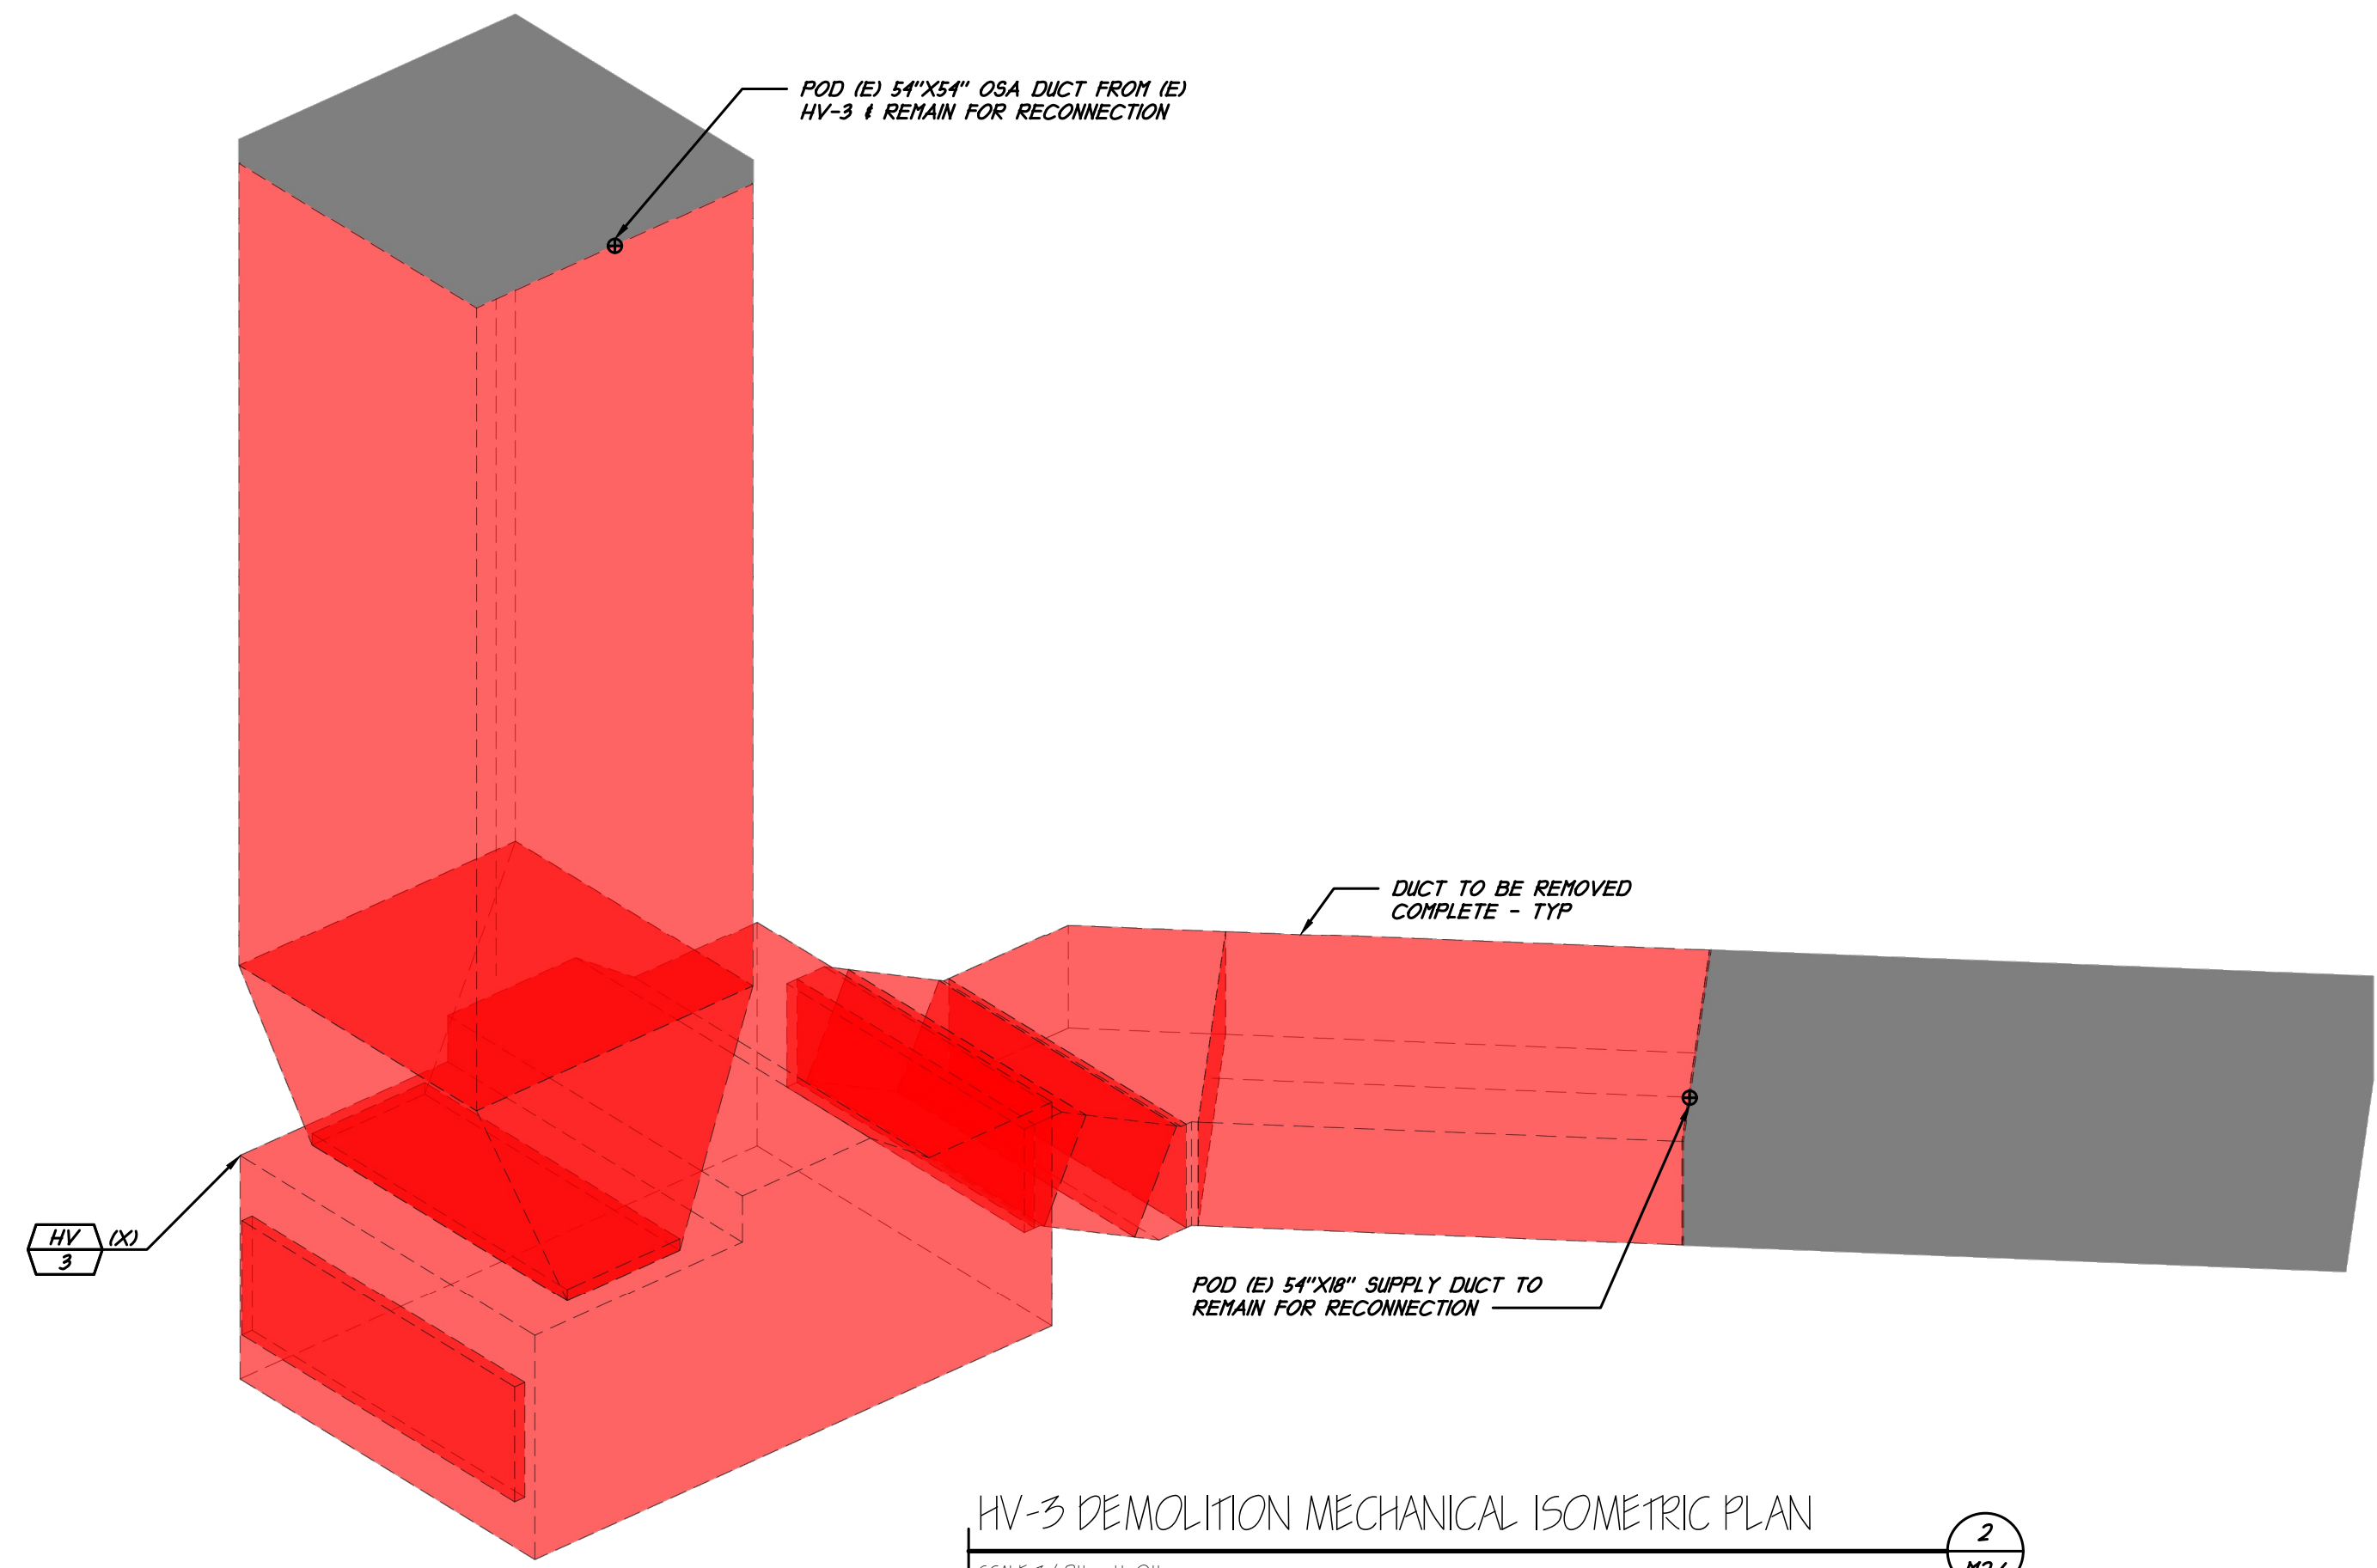 POD (E) 54"X54" OSA DUCT FROM (E)
HV-3 & REMAIN FOR RECONNECTION
DUCT TO BE REMOVED
COMPLETE - TYP
HV (X)
3
POD (E) 54"X18" SUPPLY DUCT TO
REMAIN FOR RECONNECTION
HV-3 DEMOLITION MECHANICAL ISOMETRIC PLAN
2